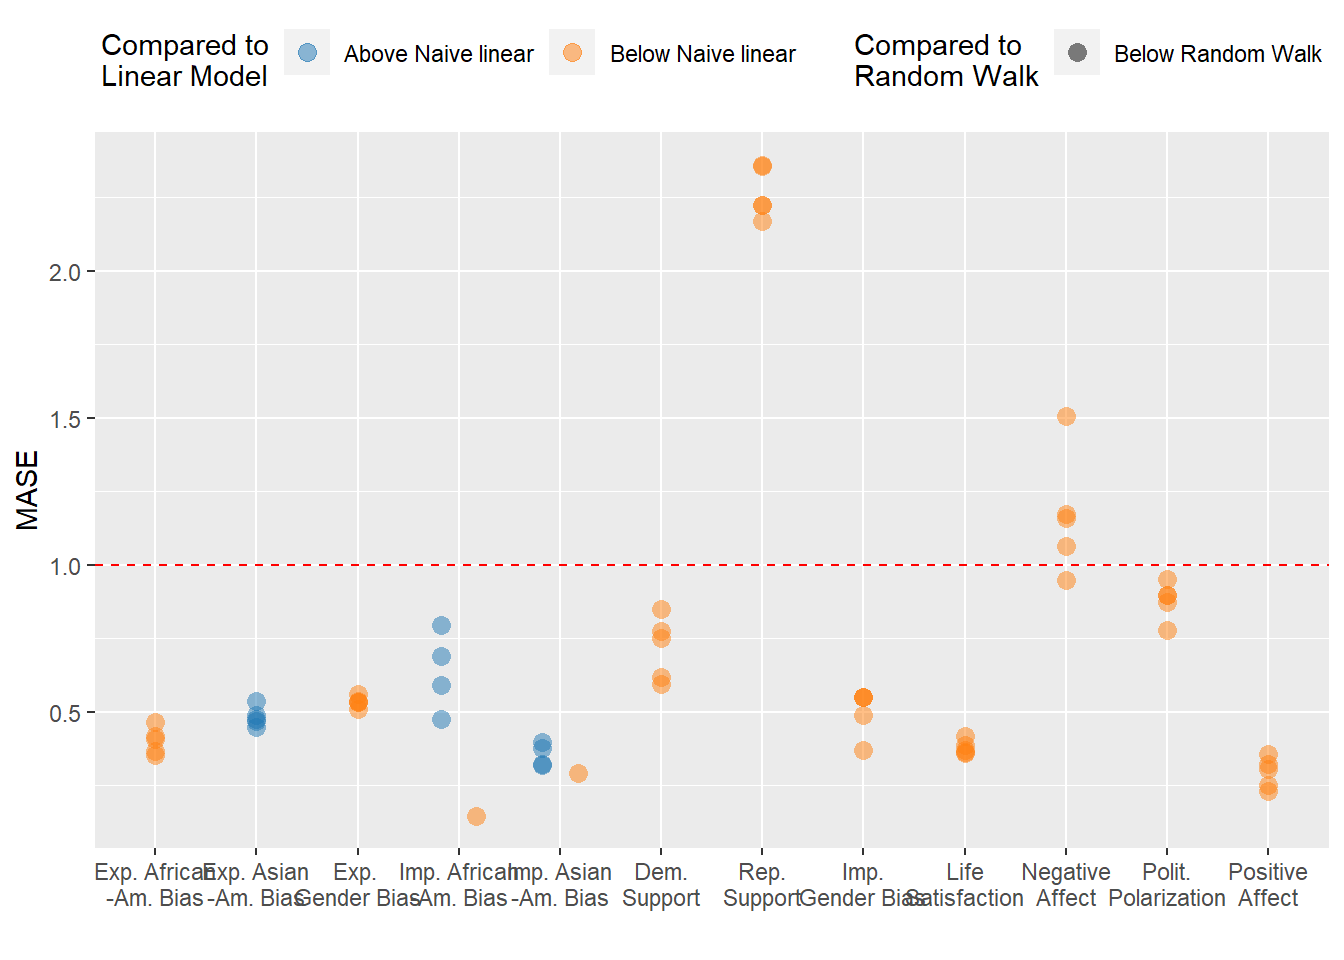 Compared to
Linear Model
Above Naive linear
Below Naive linear
Compared to
Random Walk
Below Random Walk
MASE
2.0
1.5
1.0
0.5
Exp. African
-Am. Bias
Exp. Asian
-Am. Bias
Exp.
Gender Bias
Imp. African
-Am. Bias
Imp. Asian
-Am. Bias
Dem.
Support
Rep.
Support
Imp.
Gender Bias
Life
Satisfaction
Negative
Affect
Polit.
Polarization
Positive
Affect